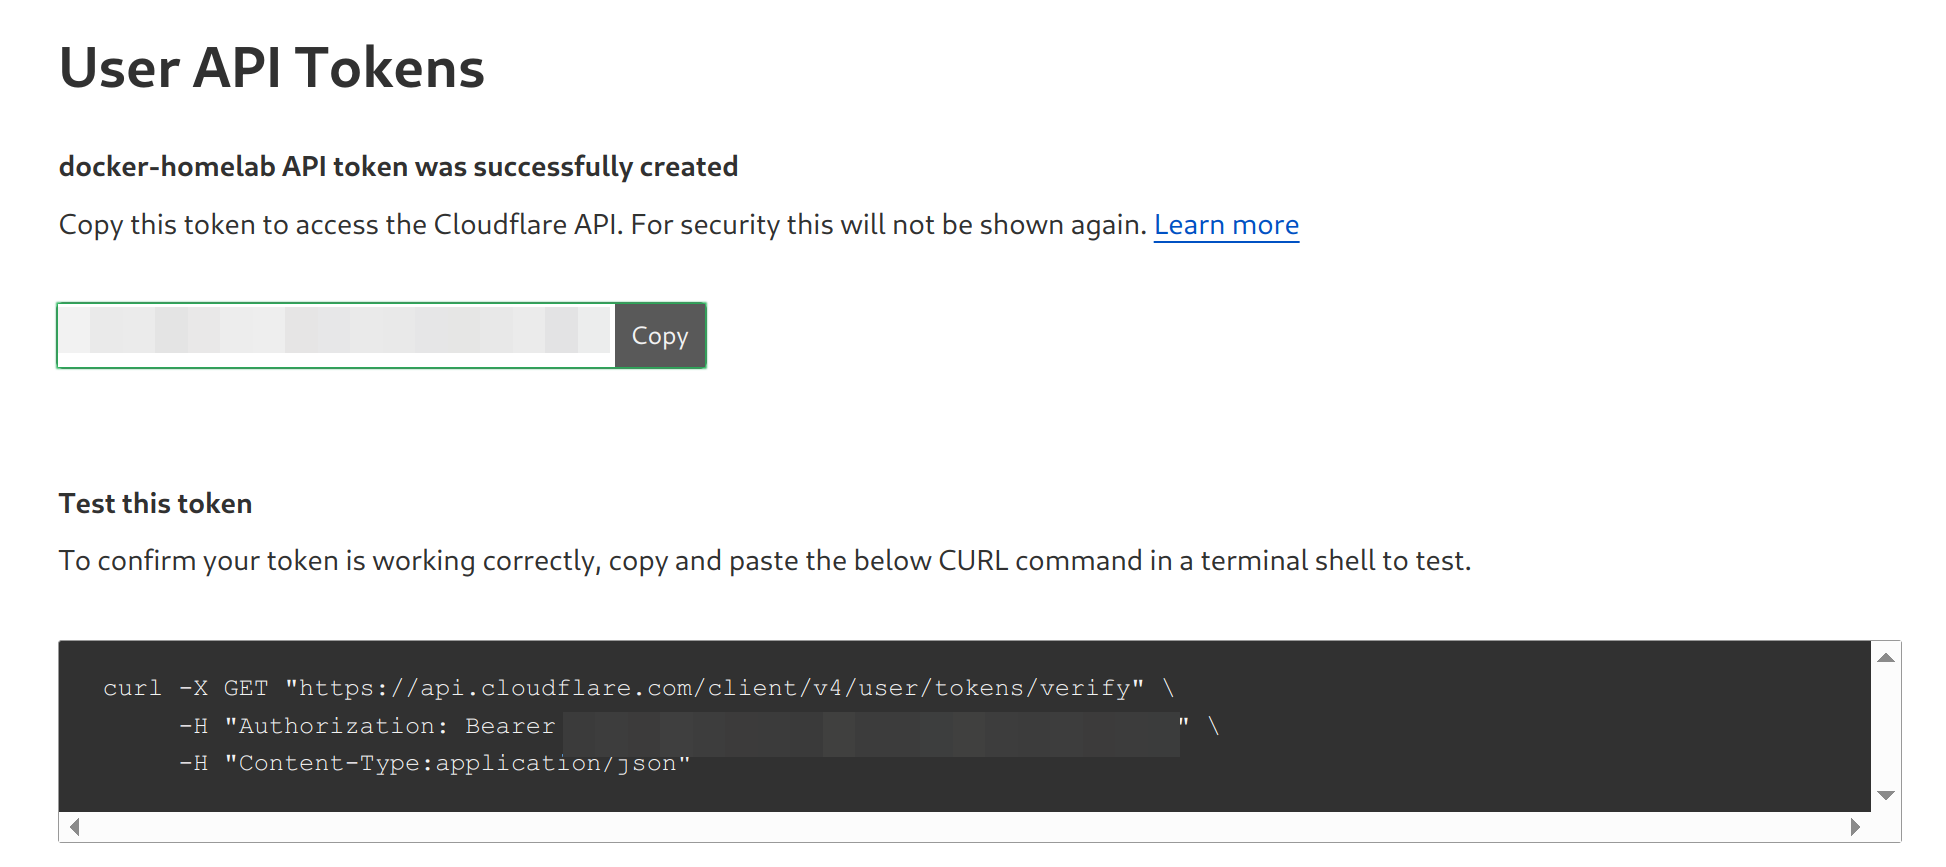 User API Tokens
docker-homelab API token was successfully created
Copy this token to access the Cloudflare API. For security this will not be shown again. Learn more
Copy
Test this token
To confirm your token is working correctly, copy and paste the below CURL command in a terminal shell to test.
curl -X GET "https://api.cloudflare.com/client/v4/user/tokens/verify" \
-H "Authorization: Bearer " \
-H "Content-Type:application/json"